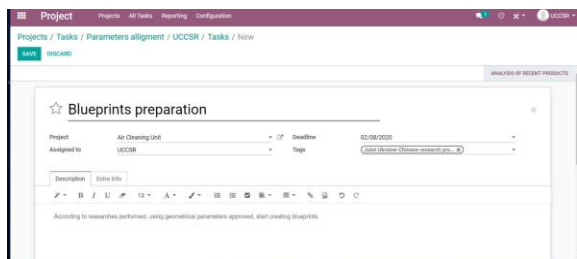 Project Projects All Tasks Reporting Configuration UCCSR
Projects / Tasks / Parameters alligment / UCCSR / Tasks / New
SAVE DISCARD
ANALYSIS OF RECENT PRODUCTS
Blueprints preparation
Project Air Cleaning Unit Deadline 02/08/2020
Assigned to UCCSR Tags Joint Ukraine-Chinese research pro...
Description Extra Info
B I U 13 A
According to researches performed, using geometrical parameters approved, start creating blueprints.